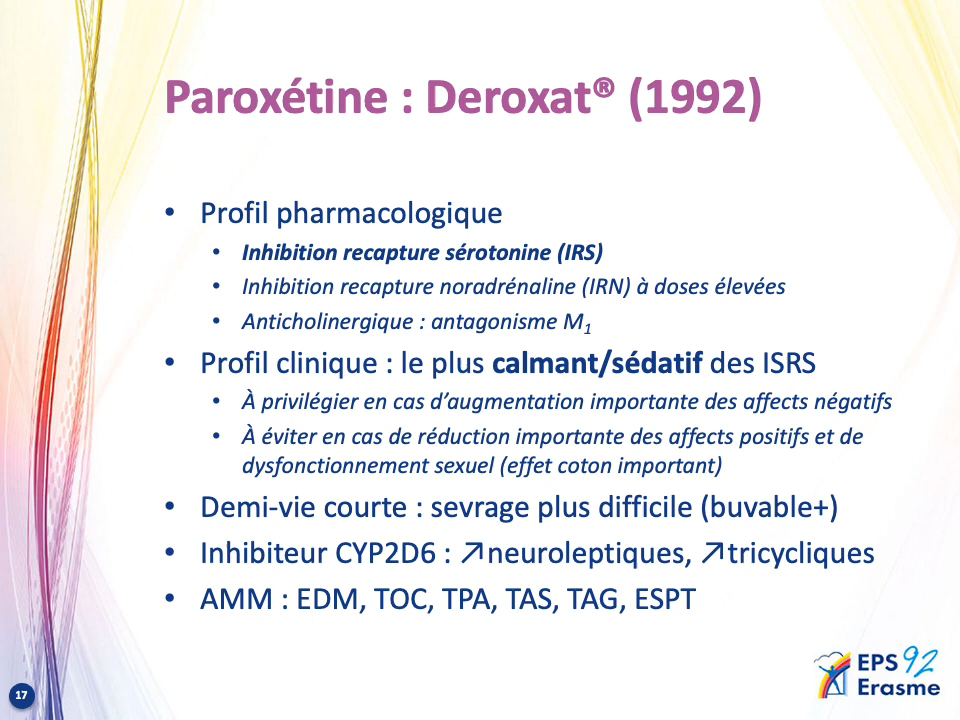 Paroxétine : Deroxat® (1992)
• Profil pharmacologique
• Inhibition recapture sérotonine (IRS)
• Inhibition recapture noradrénaline (IRN) à doses élevées
• Anticholinergique : antagonisme M1
• Profil clinique : le plus calmant/sédatif des ISRS
• À privilégier en cas d’augmentation importante des affects négatifs
• À éviter en cas de réduction importante des affects positifs et de
dysfonctionnement sexuel (effet coton important)
• Demi-vie courte : sevrage plus difficile (buvable+)
• Inhibiteur CYP2D6 : ↗neuroleptiques, ↗tricycliques
• AMM : EDM, TOC, TPA, TAS, TAG, ESPT
17
EPS 92
Erasme